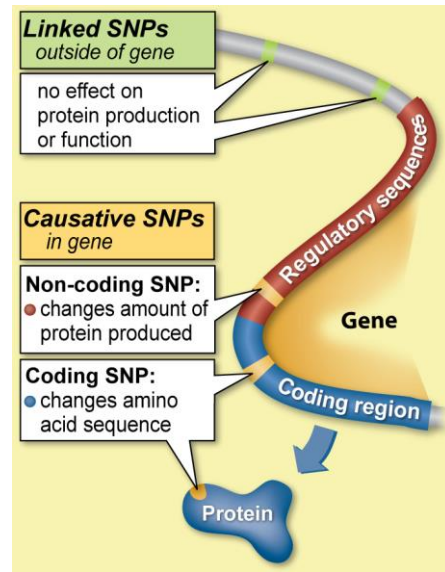 Linked SNPs
outside of gene
no effect on
protein production
or function
Regulatory sequences
Causative SNPs
in gene
Non-coding SNP:
changes amount of
protein produced
Gene
Coding SNP:
changes amino
acid sequence
Coding region
Protein